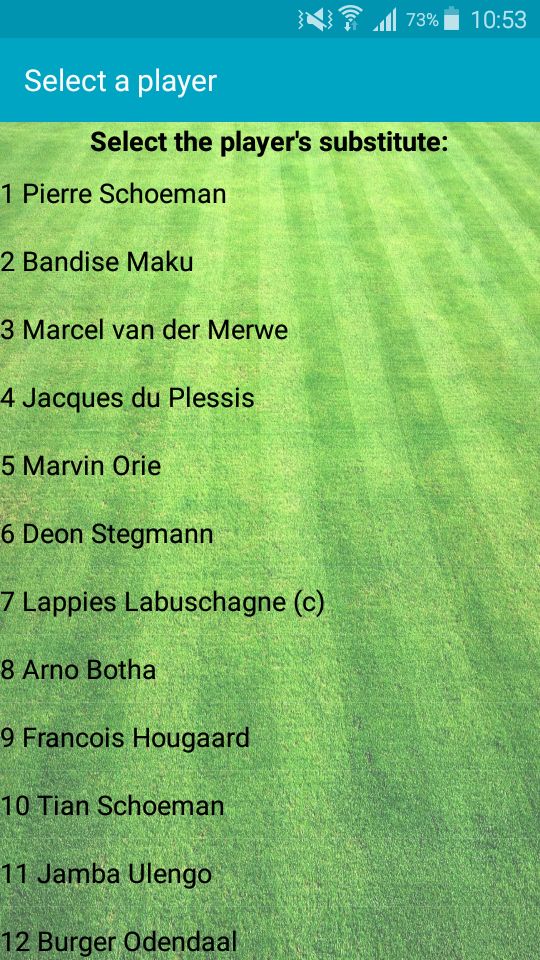 73% 10:53
Select a player
Select the player's substitute:
1 Pierre Schoeman
2 Bandise Maku
3 Marcel van der Merwe
4 Jacques du Plessis
5 Marvin Orie
6 Deon Stegmann
7 Lappies Labuschagne (c)
8 Arno Botha
9 Francois Hougaard
10 Tian Schoeman
11 Jamba Ulengo
12 Burger Odendaal